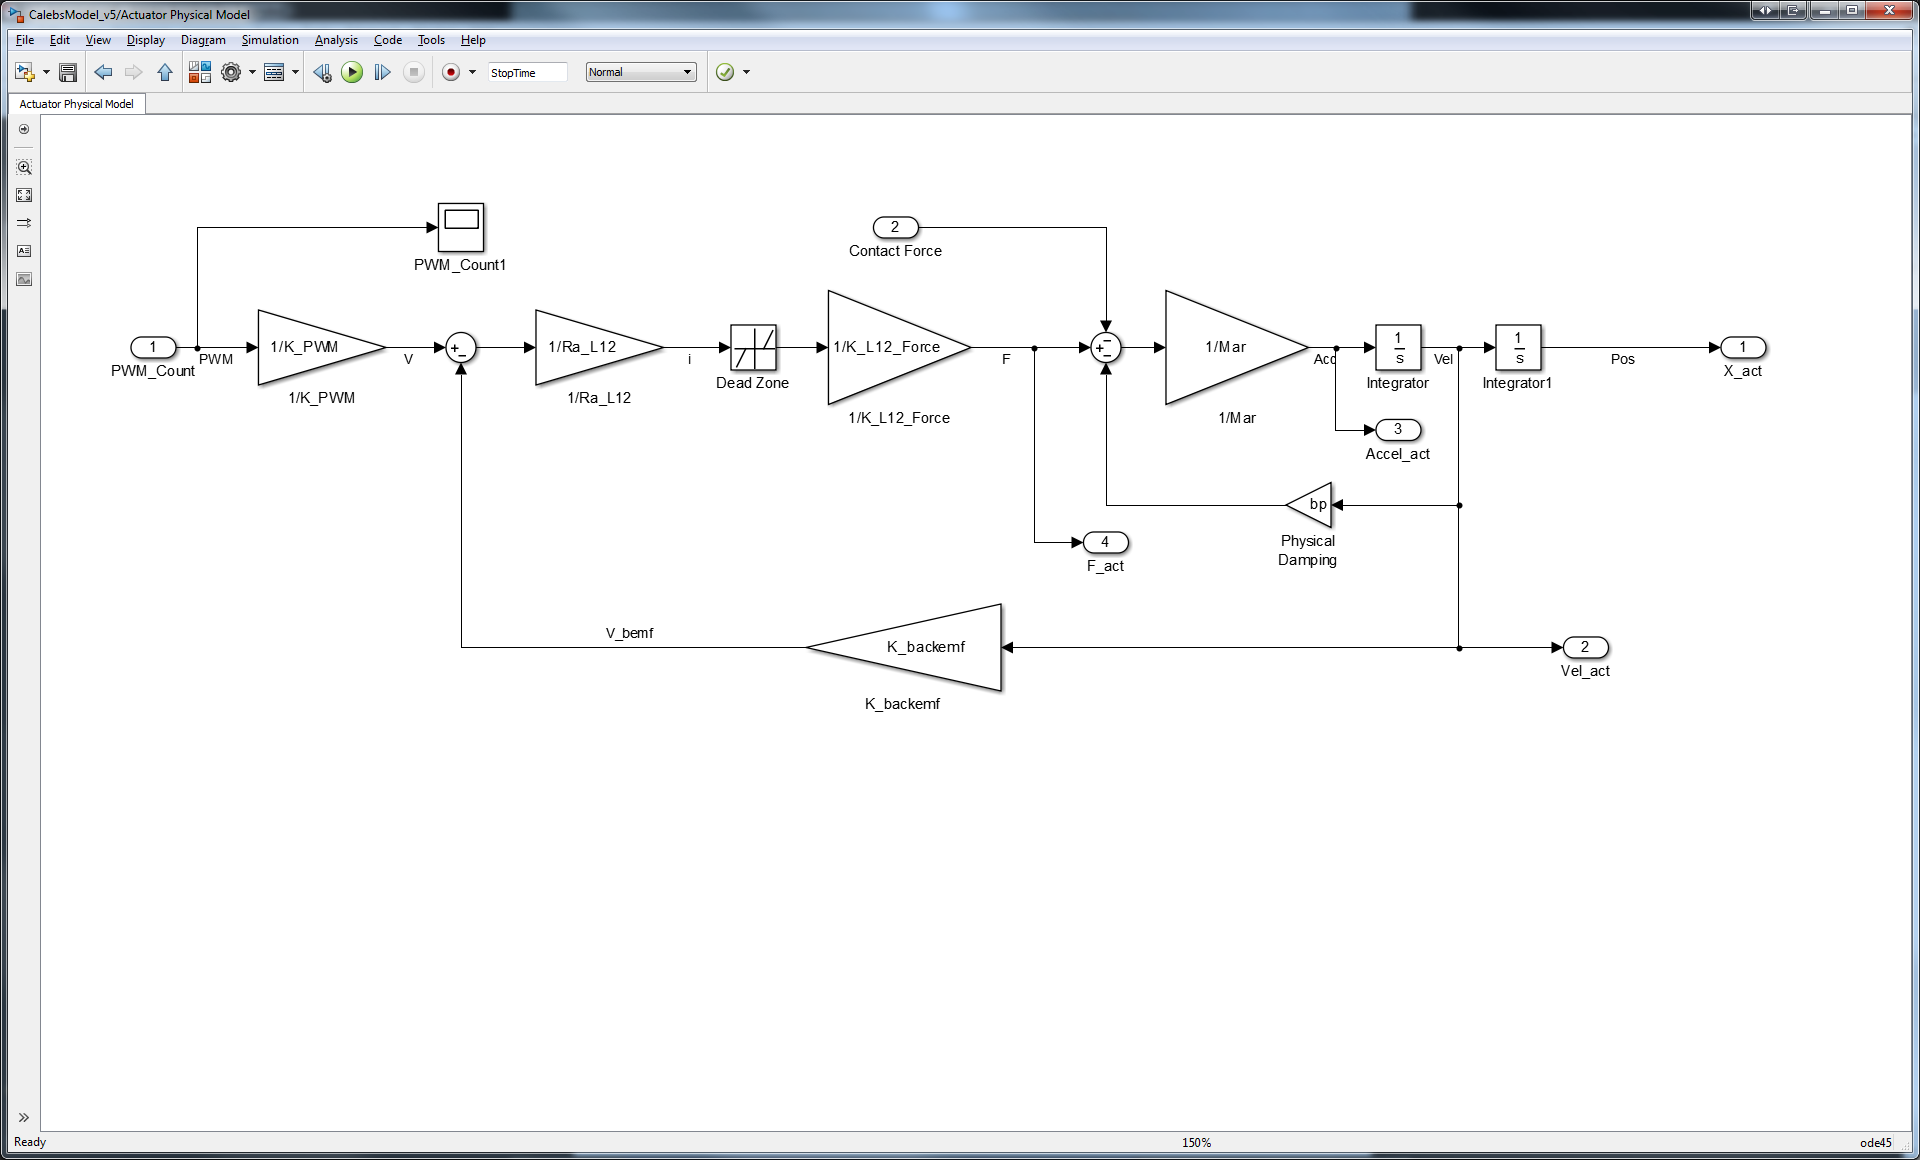 CalebsModel_v5/Actuator Physical Model
File Edit View Display Diagram Simulation Analysis Code Tools Help
StopTime Normal
Actuator Physical Model
PWM_Count1
2
Contact Force
1
PWM_Count
PWM
1/K_PWM
1/K_PWM
V
+
−
1/Ra_L12
1/Ra_L12
i
Dead Zone
1/K_L12_Force
1/K_L12_Force
F
−
+
−
1/Mar
1/Mar
Acc
1
s
Integrator
Vel
1
s
Integrator1
Pos
1
X_act
3
Accel_act
bp
Physical
Damping
4
F_act
V_bemf
K_backemf
K_backemf
2
Vel_act
Ready 150% ode45